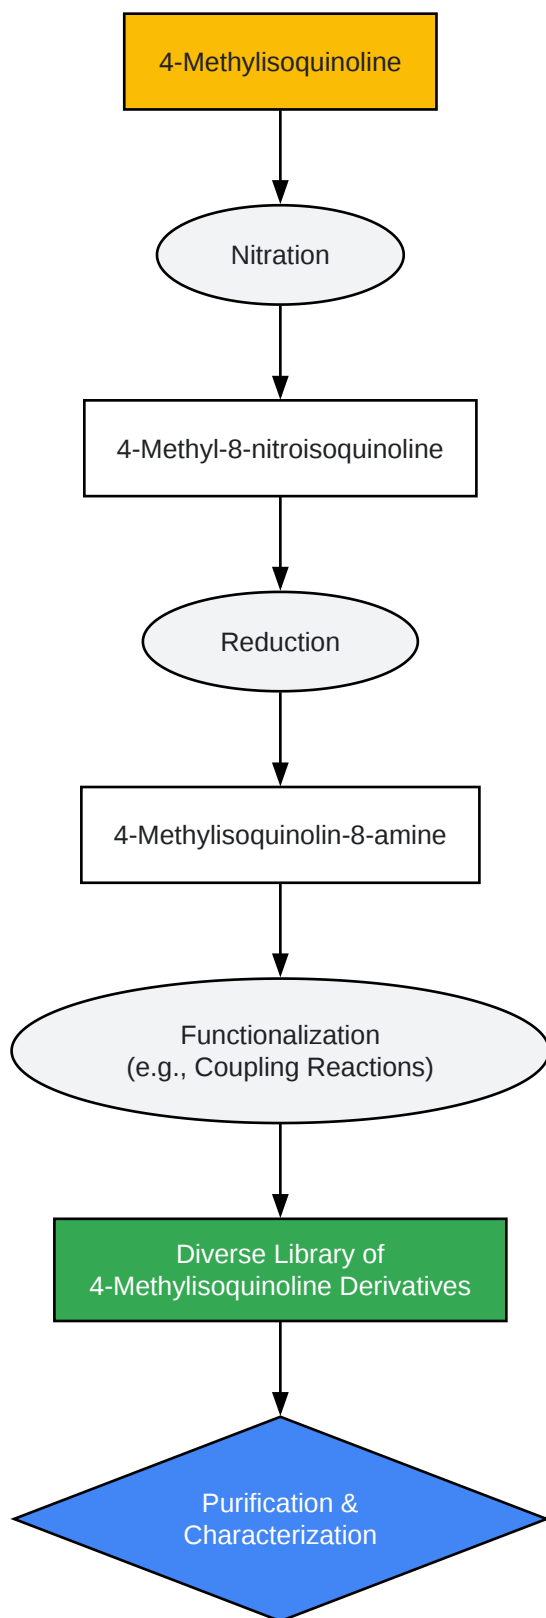 4-Methylisoquinoline
Nitration
4-Methyl-8-nitroisoquinoline
Reduction
4-Methylisoquinolin-8-amine
Functionalization
(e.g., Coupling Reactions)
Diverse Library of
4-Methylisoquinoline Derivatives
Purification &
Characterization